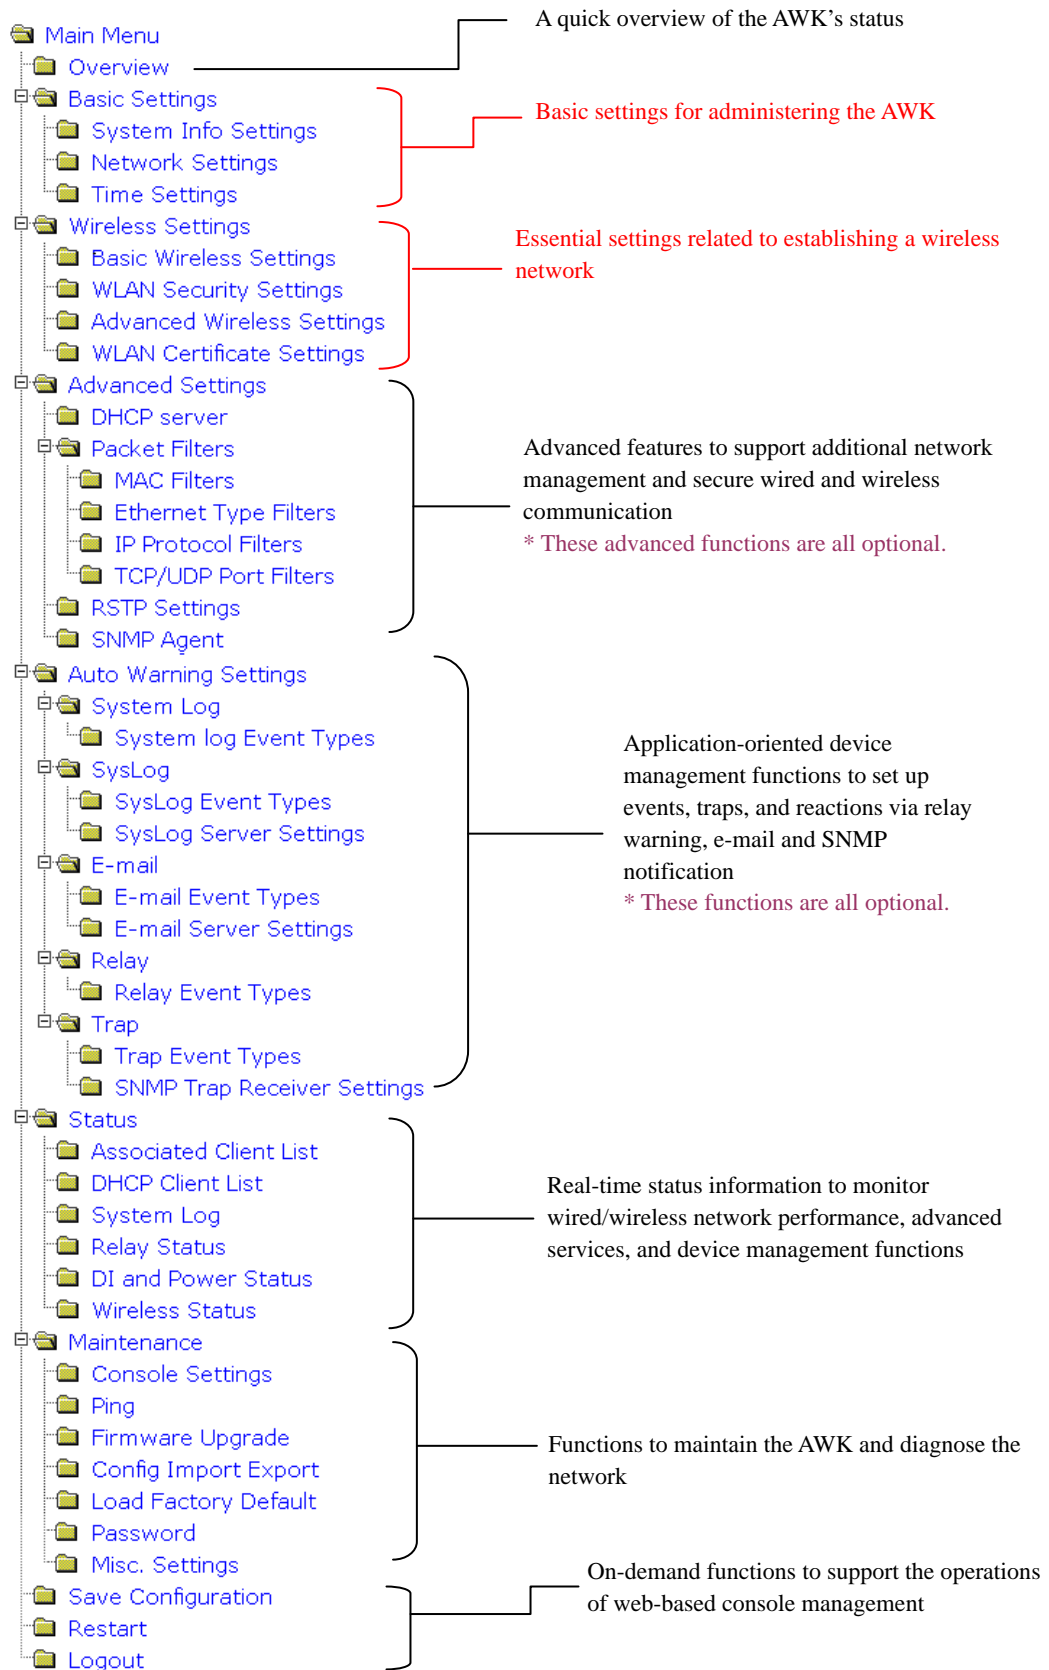 A quick overview of the AWK's status
Main Menu
Overview
Basic Settings
Basic settings for administering the AWK
System Info Settings
Network Settings
Time Settings
Wireless Settings
Essential settings related to establishing a wireless
network
Basic Wireless Settings
WLAN Security Settings
Advanced Wireless Settings
WLAN Certificate Settings
Advanced Settings
DHCP server
Packet Filters
MAC Filters
Ethernet Type Filters
IP Protocol Filters
TCP/UDP Port Filters
RSTP Settings
SNMP Agent
Advanced features to support additional network
management and secure wired and wireless
communication
* These advanced functions are all optional.
Auto Warning Settings
System Log
System log Event Types
SysLog
SysLog Event Types
SysLog Server Settings
E-mail
E-mail Event Types
E-mail Server Settings
Relay
Relay Event Types
Trap
Trap Event Types
SNMP Trap Receiver Settings
Application-oriented device
management functions to set up
events, traps, and reactions via relay
warning, e-mail and SNMP
notification
* These functions are all optional.
Status
Associated Client List
DHCP Client List
System Log
Relay Status
DI and Power Status
Wireless Status
Real-time status information to monitor
wired/wireless network performance, advanced
services, and device management functions
Maintenance
Console Settings
Ping
Firmware Upgrade
Config Import Export
Load Factory Default
Password
Misc. Settings
Functions to maintain the AWK and diagnose the
network
Save Configuration
Restart
Logout
On-demand functions to support the operations
of web-based console management